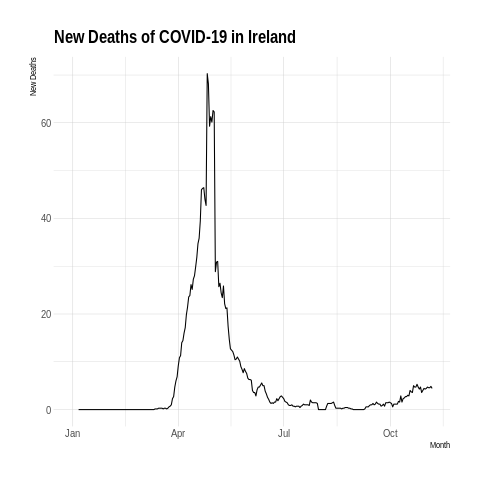 New Deaths of COVID-19 in Ireland
New Deaths
60
40
20
0
Jan Apr Jul Oct
Month